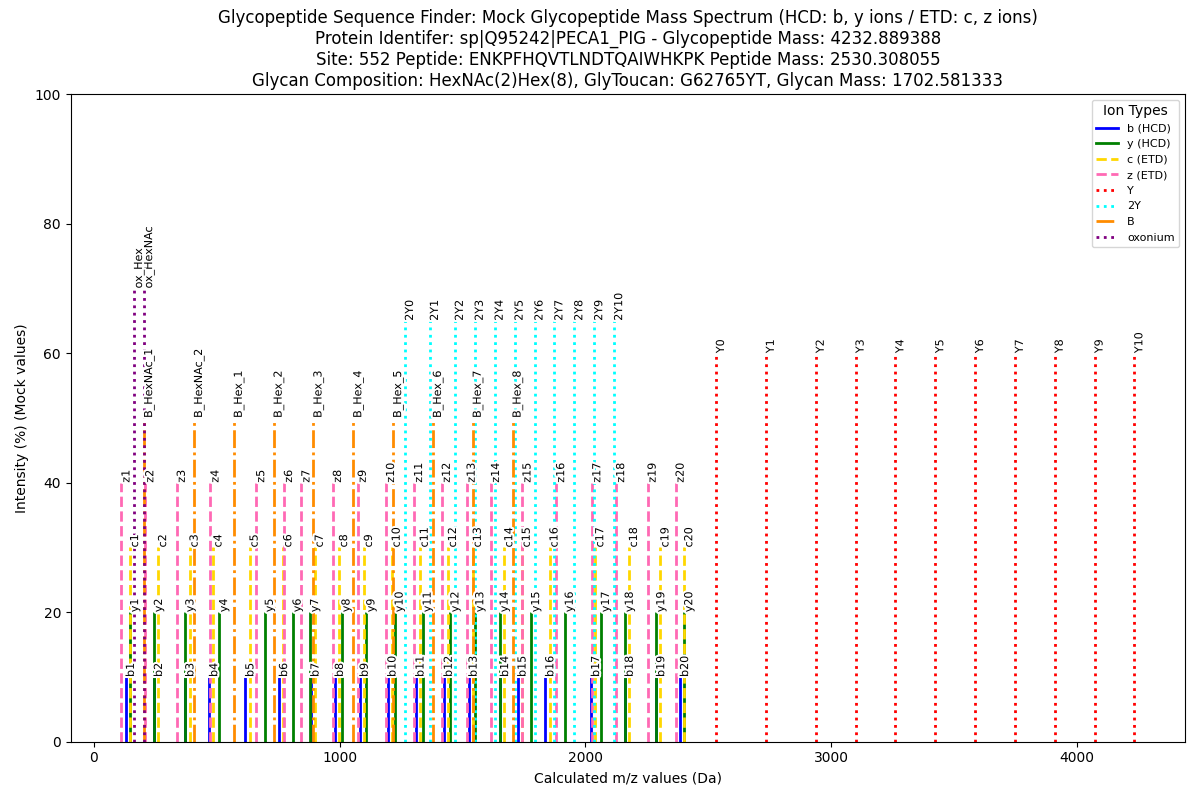 Glycopeptide Sequence Finder: Mock Glycopeptide Mass Spectrum (HCD: b, y ions / ETD: c, z ions)
Protein Identifer: sp|Q95242|PECA1_PIG - Glycopeptide Mass: 4232.889388
Site: 552 Peptide: ENKPFHQVTLNDTQAIWHKPK Peptide Mass: 2530.308055
Glycan Composition: HexNAc(2)Hex(8), GlyToucan: G62765YT, Glycan Mass: 1702.581333
Intensity (%) (Mock values)
100
80
60
40
20
0
Ion Types
b (HCD)
y (HCD)
c (ETD)
z (ETD)
Y
2Y
B
oxonium
ox_Hex
ox_HexNAc
2Y0
2Y1
2Y2
2Y3
2Y4
2Y5
2Y6
2Y7
2Y8
2Y9
2Y10
Y0
Y1
Y2
Y3
Y4
Y5
Y6
Y7
Y8
Y9
Y10
B_HexNAc_1
B_HexNAc_2
B_Hex_1
B_Hex_2
B_Hex_3
B_Hex_4
B_Hex_5
B_Hex_6
B_Hex_7
B_Hex_8
z1
z2
z3
z4
z5
z6
z7
z8
z9
z10
z11
z12
z13
z14
z15
z16
z17
z18
z19
z20
c1
c2
c3
c4
c5
c6
c7
c8
c9
c10
c11
c12
c13
c14
c15
c16
c17
c18
c19
c20
y1
y2
y3
y4
y5
y6
y7
y8
y9
y10
y11
y12
y13
y14
y15
y16
y17
y18
y19
y20
b1
b2
b3
b4
b5
b6
b7
b8
b9
b10
b11
b12
b13
b14
b15
b16
b17
b18
b19
b20
0
1000
2000
3000
4000
Calculated m/z values (Da)